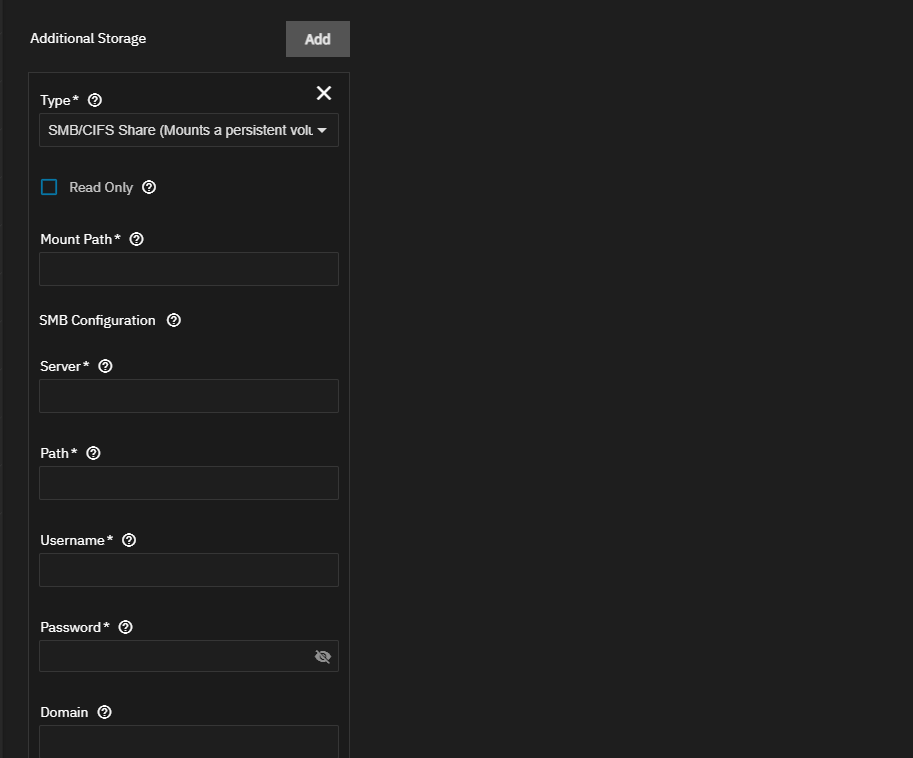 Additional Storage
Add
Type*
SMB/CIFS Share (Mounts a persistent volu
Read Only
Mount Path*
SMB Configuration
Server*
Path*
Username*
Password*
Domain